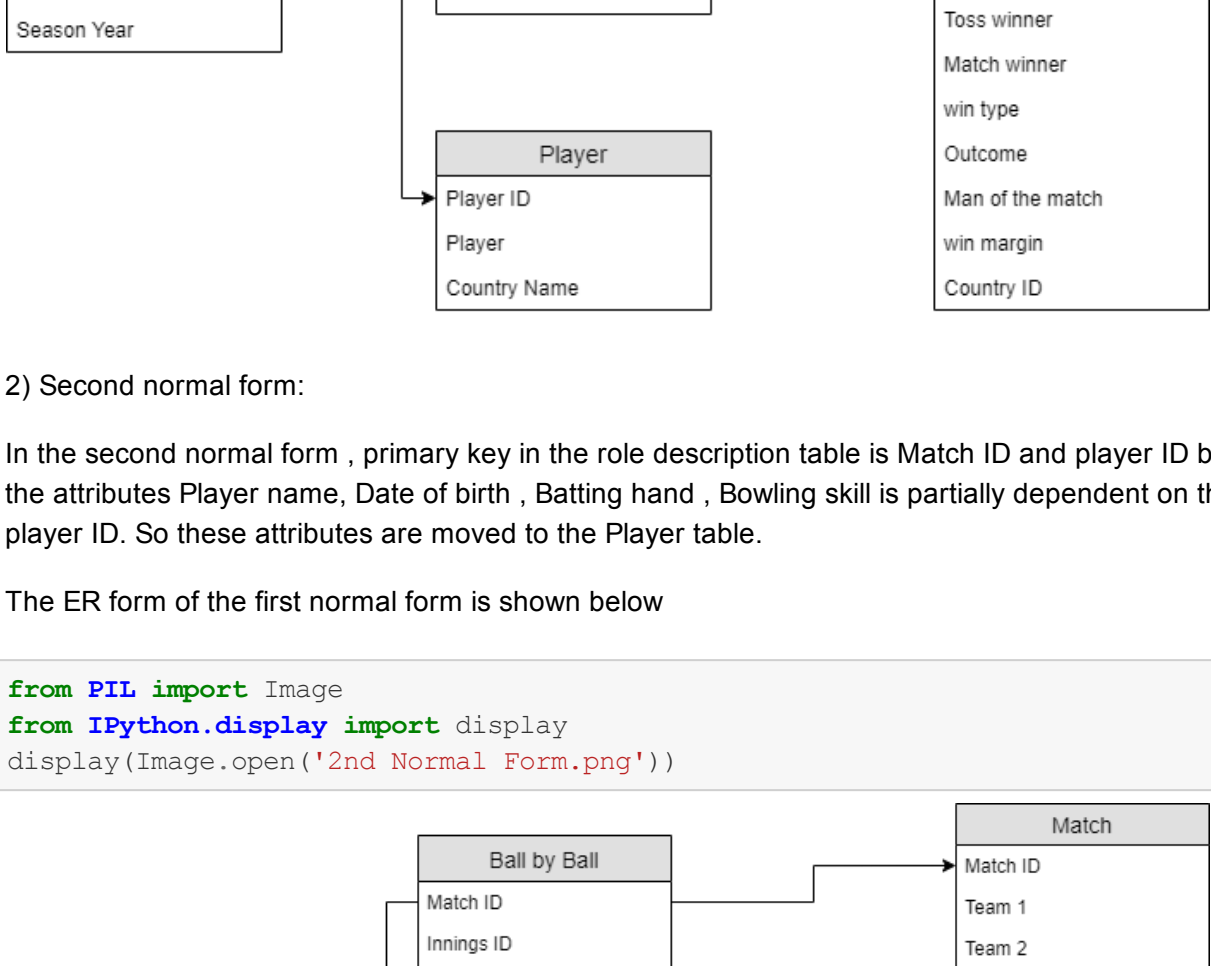 Season Year
Player
Player ID
Player
Country Name
Toss winner
Match winner
win type
Outcome
Man of the match
win margin
Country ID
2) Second normal form:
In the second normal form , primary key in the role description table is Match ID and player ID
the attributes Player name, Date of birth , Batting hand , Bowling skill is partially dependent on
player ID. So these attributes are moved to the Player table.
The ER form of the first normal form is shown below
from PIL import Image
from IPython.display import display
display(Image.open('2nd Normal Form.png'))
Ball by Ball
Match ID
Innings ID
Match
Match ID
Team 1
Team 2